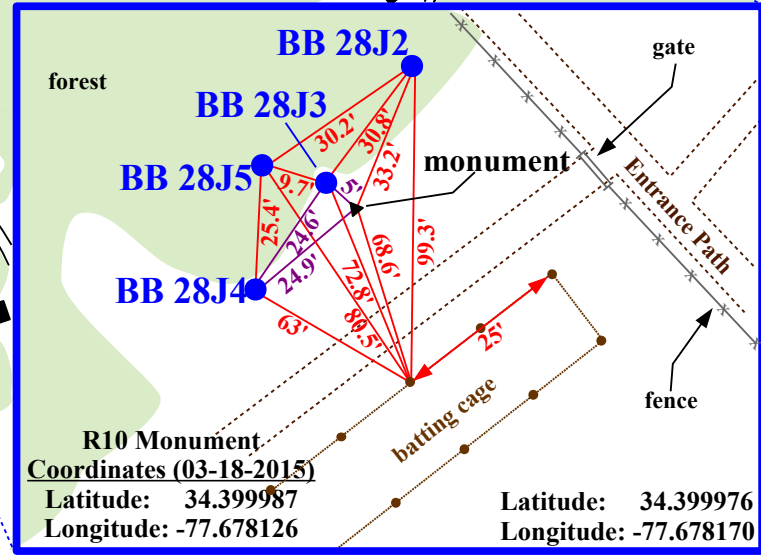 BB 28J2
gate
forest
BB 28J3
30.2'
30.8'
33.2'
monument
BB 28J5
9.7'
5'
Entrance Path
25.4'
24.6'
24.9'
68.6'
99.3'
72.8'
BB 28J4
63'
80.5'
25'
fence
batting cage
R10 Monument
Coordinates (03-18-2015)
Latitude: 34.399987
Longitude: -77.678126
Latitude: 34.399976
Longitude: -77.678170